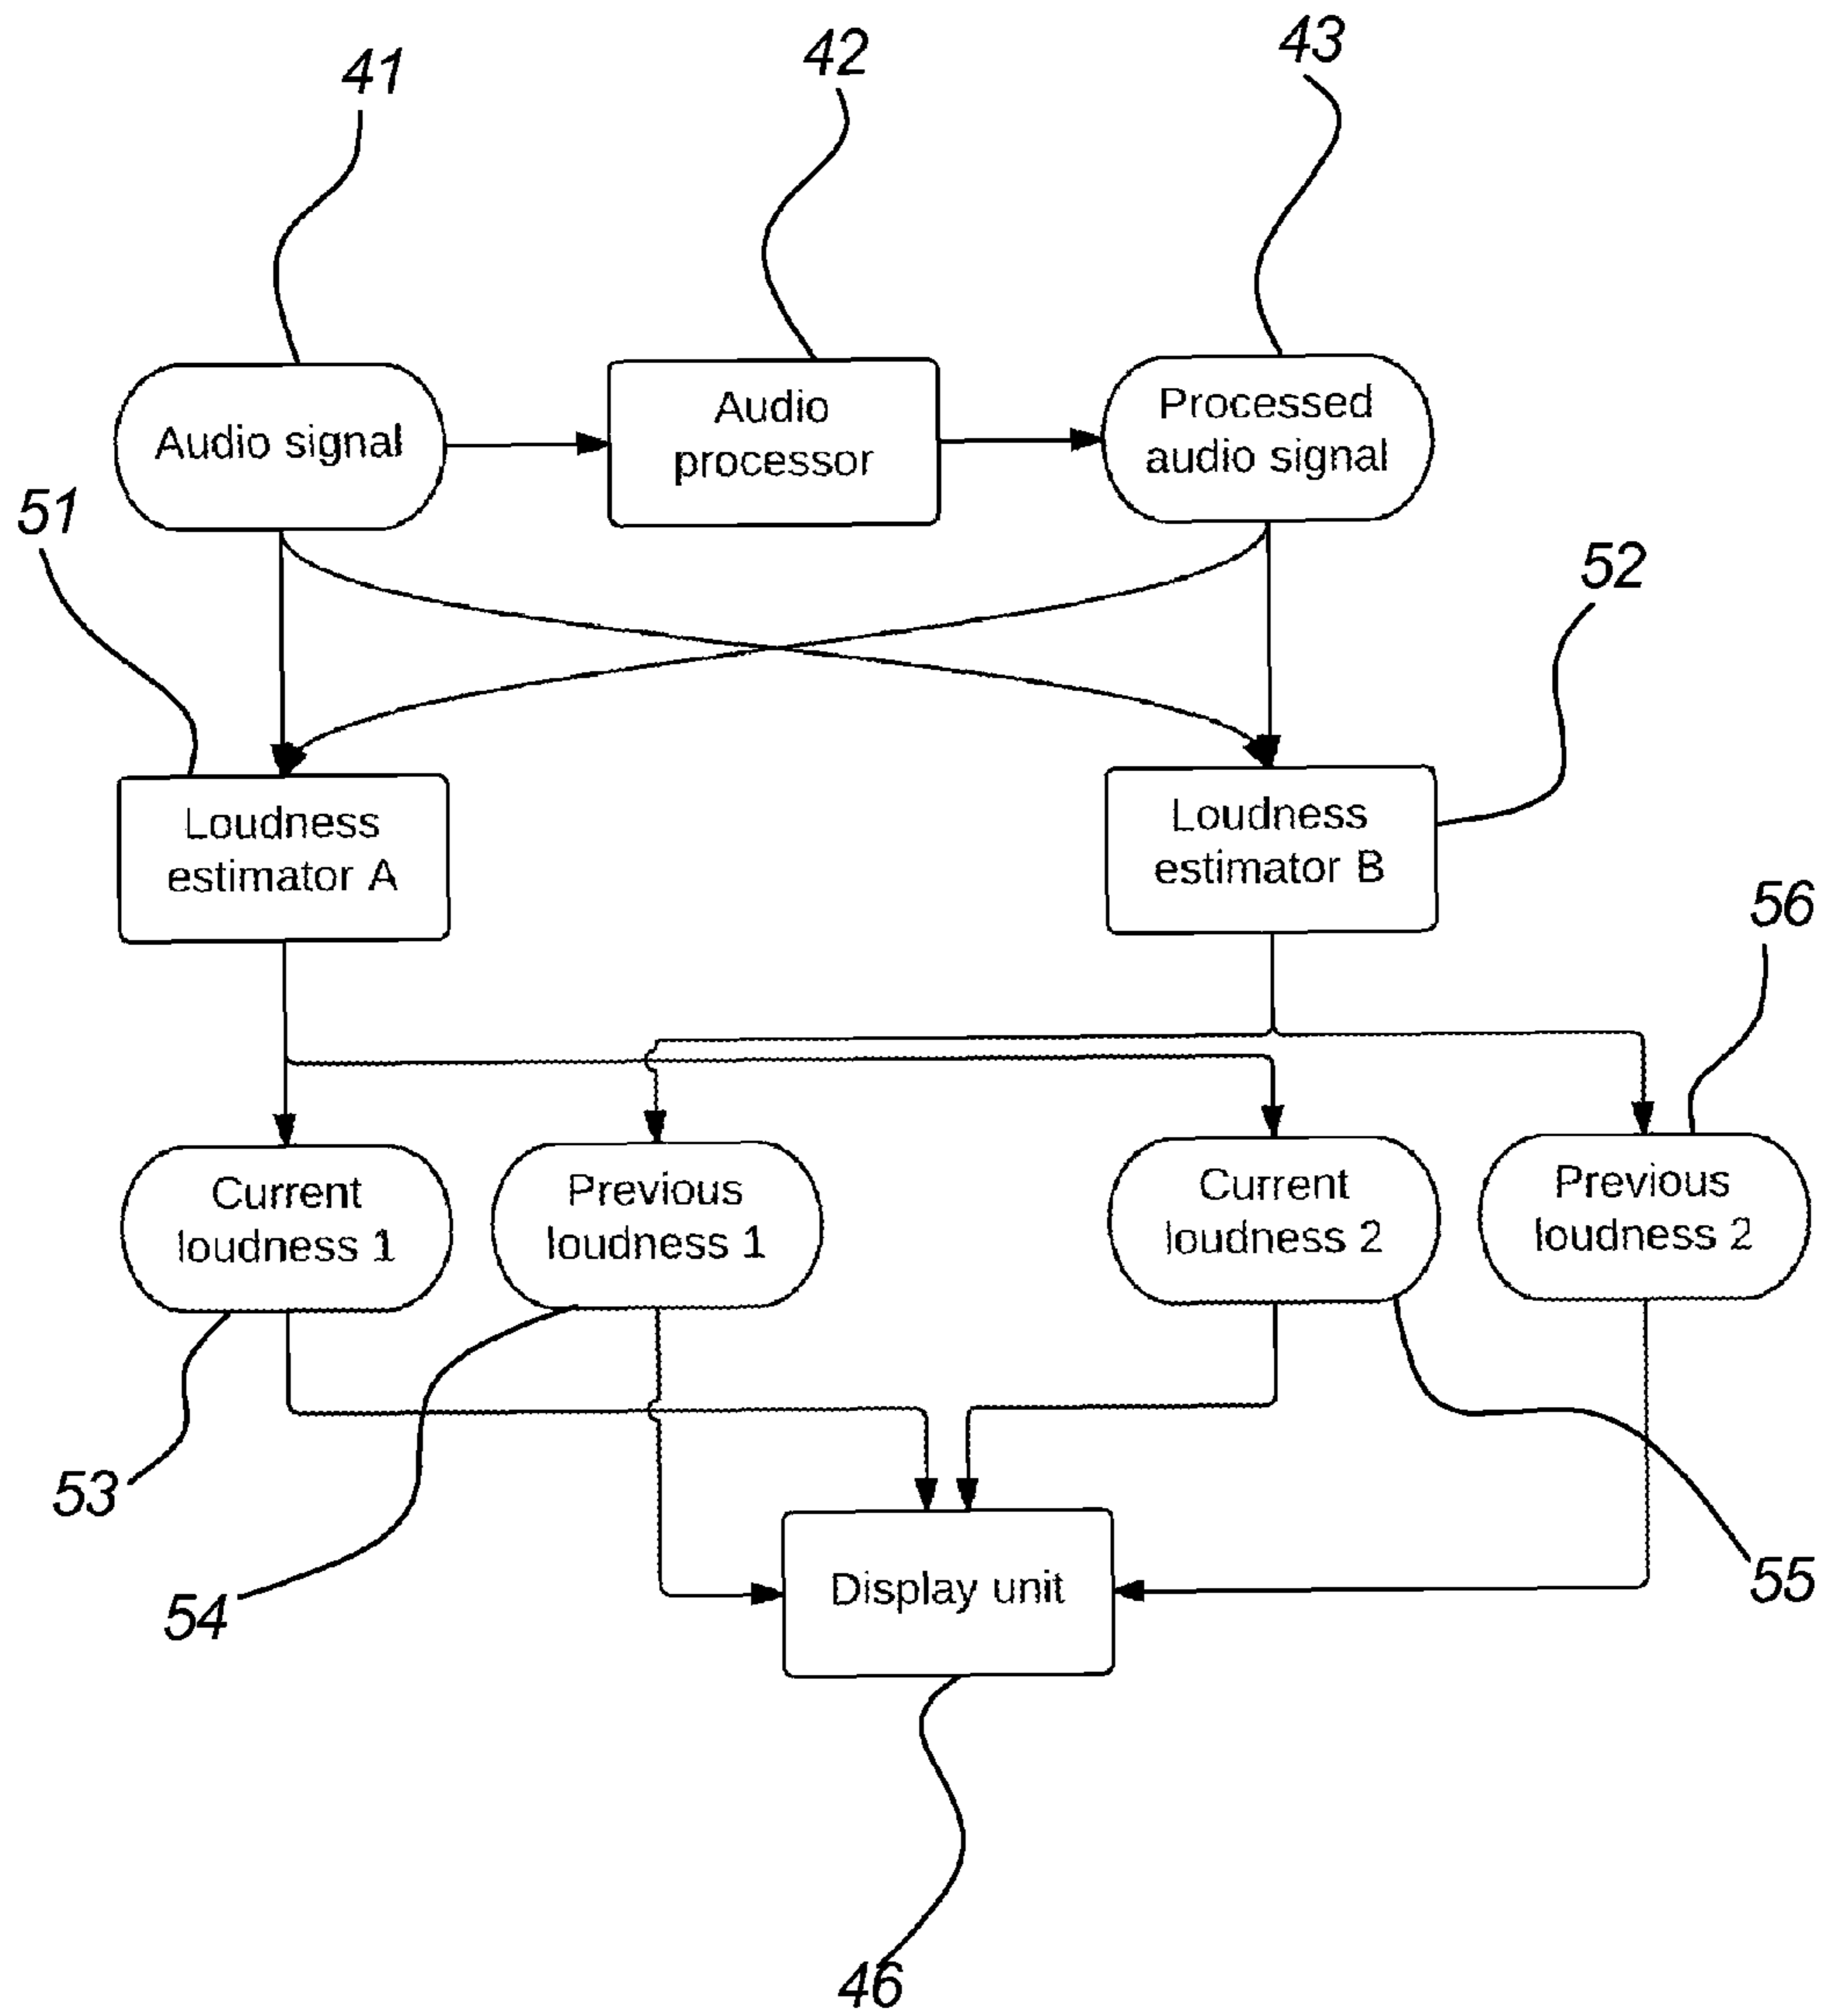 41
42
43
Audio signal
Audio
processor
Processed
audio signal
51
52
Loudness
estimator A
Loudness
estimator B
56
Current
loudness 1
Previous
loudness 1
Current
loudness 2
Previous
loudness 2
53
54
Display unit
55
46